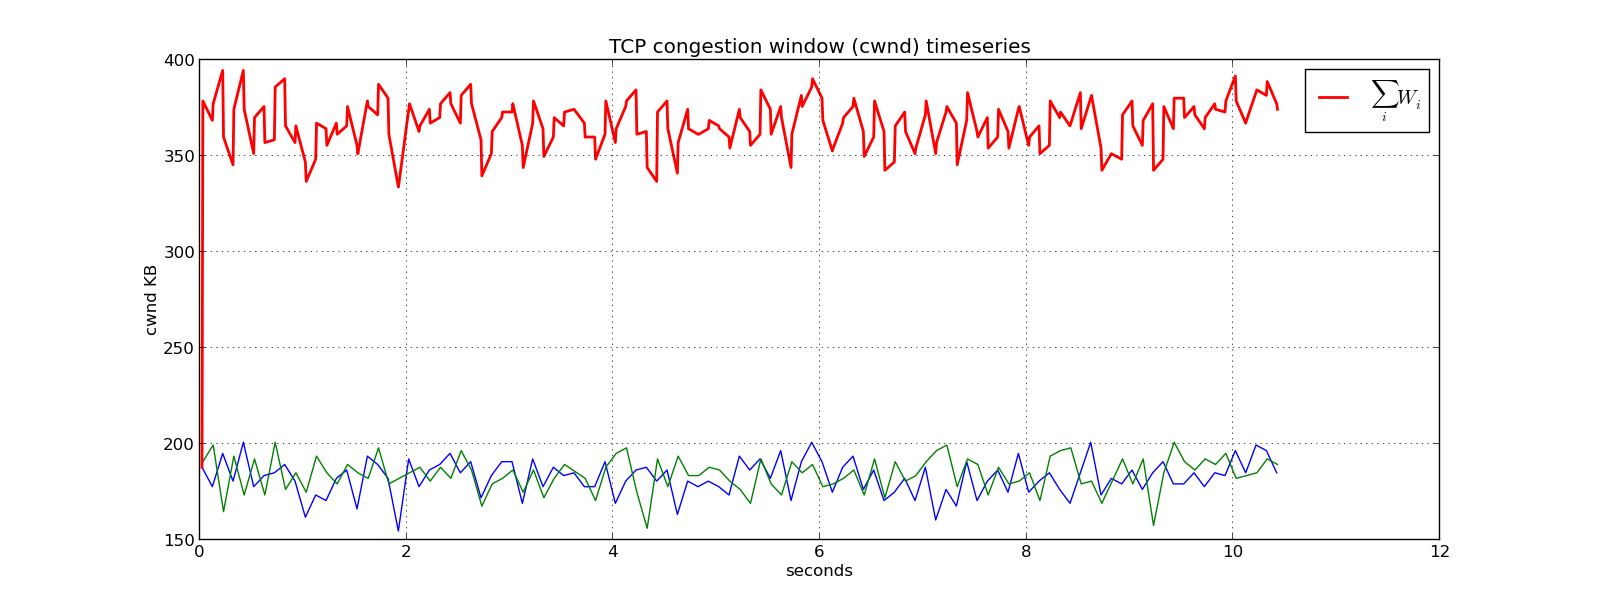 TCP congestion window (cwnd) timeseries
400
350
300
250
200
150
cwnd KB
0 2 4 6 8 10 12
seconds
∑_i W_i